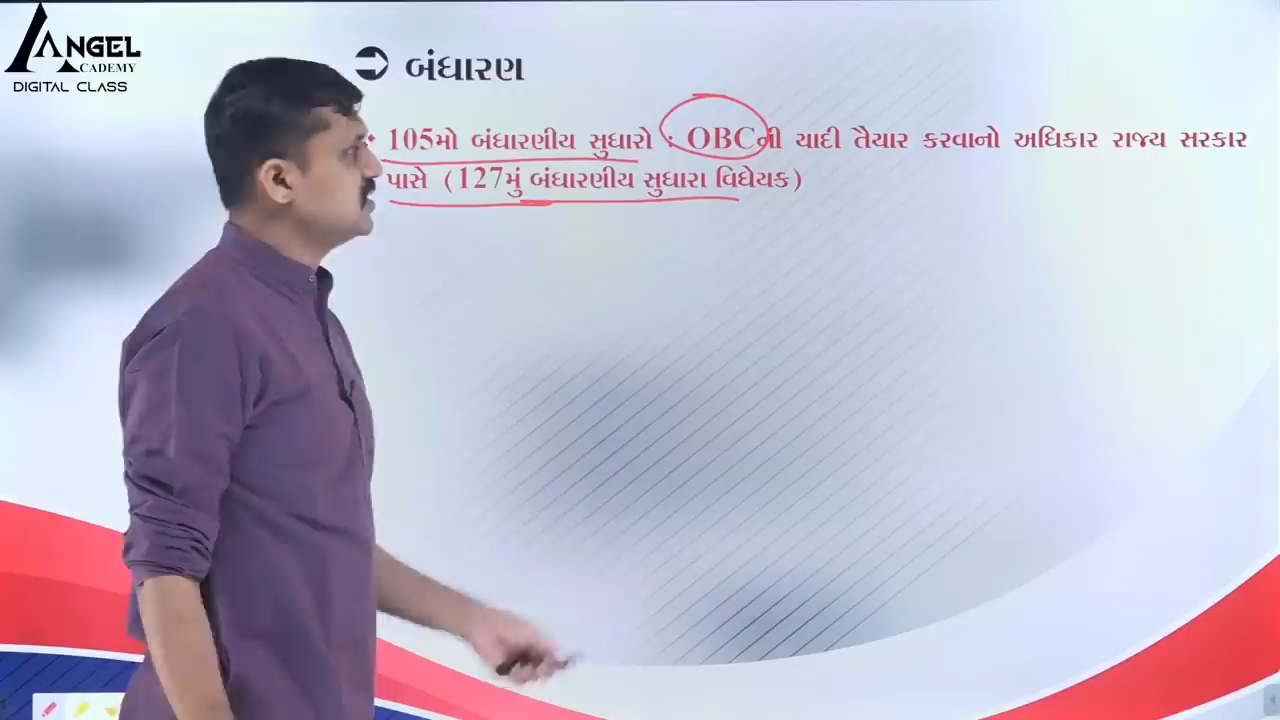 ANGEL
ACADEMY
DIGITAL CLASS
બંધારણ
105મો બંધારણીય સુધારો : OBCની યાદી તૈયાર કરવાનો અધિકાર રાજ્ય સરકાર
પાસે (127મું બંધારણીય સુધારા વિધેયક)